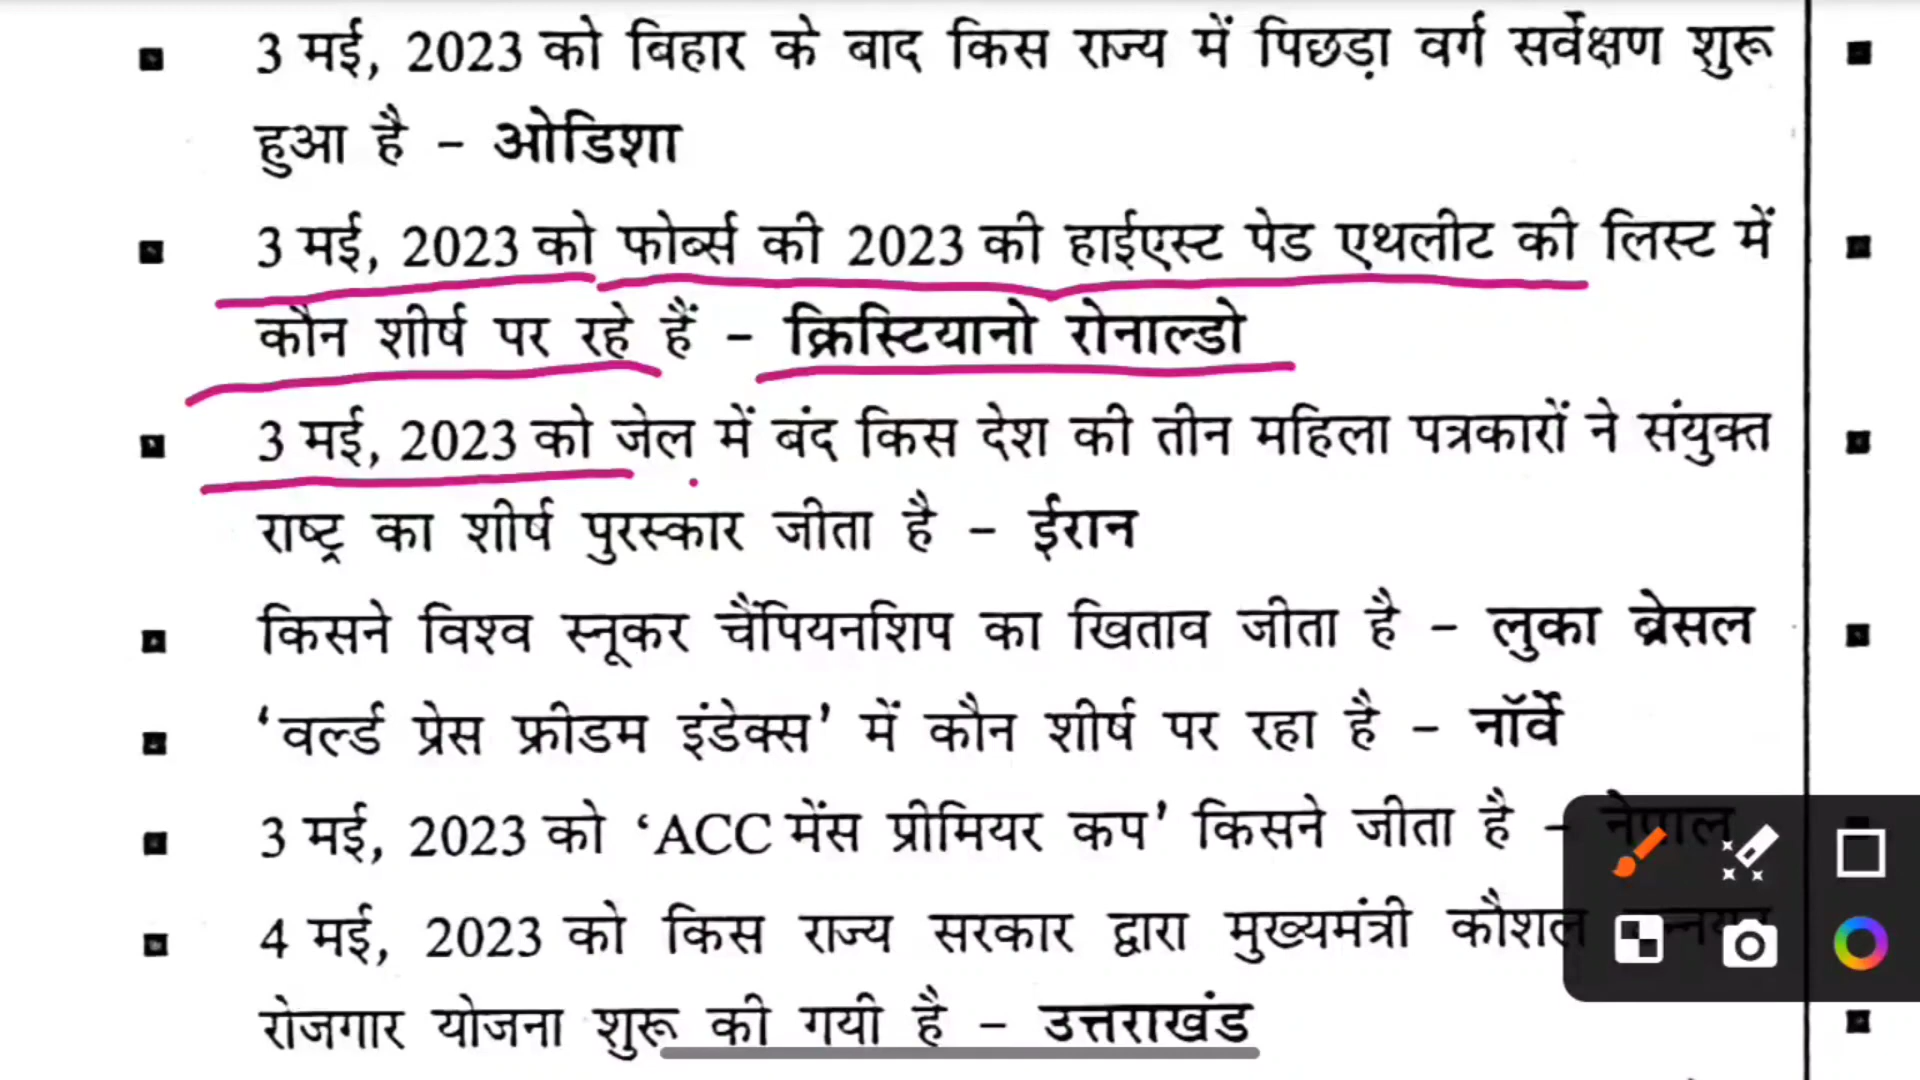 3 मई, 2023 को बिहार के बाद किस राज्य में पिछड़ा वर्ग सर्वेक्षण शुरू
हुआ है – ओडिशा
3 मई, 2023 को फोर्ब्स की 2023 की हाईएस्ट पेड एथलीट की लिस्ट में
कौन शीर्ष पर रहे हैं – क्रिस्टियानो रोनाल्डो
3 मई, 2023 को जेल में बंद किस देश की तीन महिला पत्रकारों ने संयुक्त
राष्ट्र का शीर्ष पुरस्कार जीता है – ईरान
किसने विश्व स्नूकर चैंपियनशिप का खिताव जीता है – लुका ब्रेसल
‘वर्ल्ड प्रेस फ्रीडम इंडेक्स’ में कौन शीर्ष पर रहा है – नॉर्वे
3 मई, 2023 को ‘ACC मेंस प्रीमियर कप’ किसने जीता है – नेपाल
4 मई, 2023 को किस राज्य सरकार द्वारा मुख्यमंत्री कौशल
रोजगार योजना शुरू की गयी है – उत्तराखंड